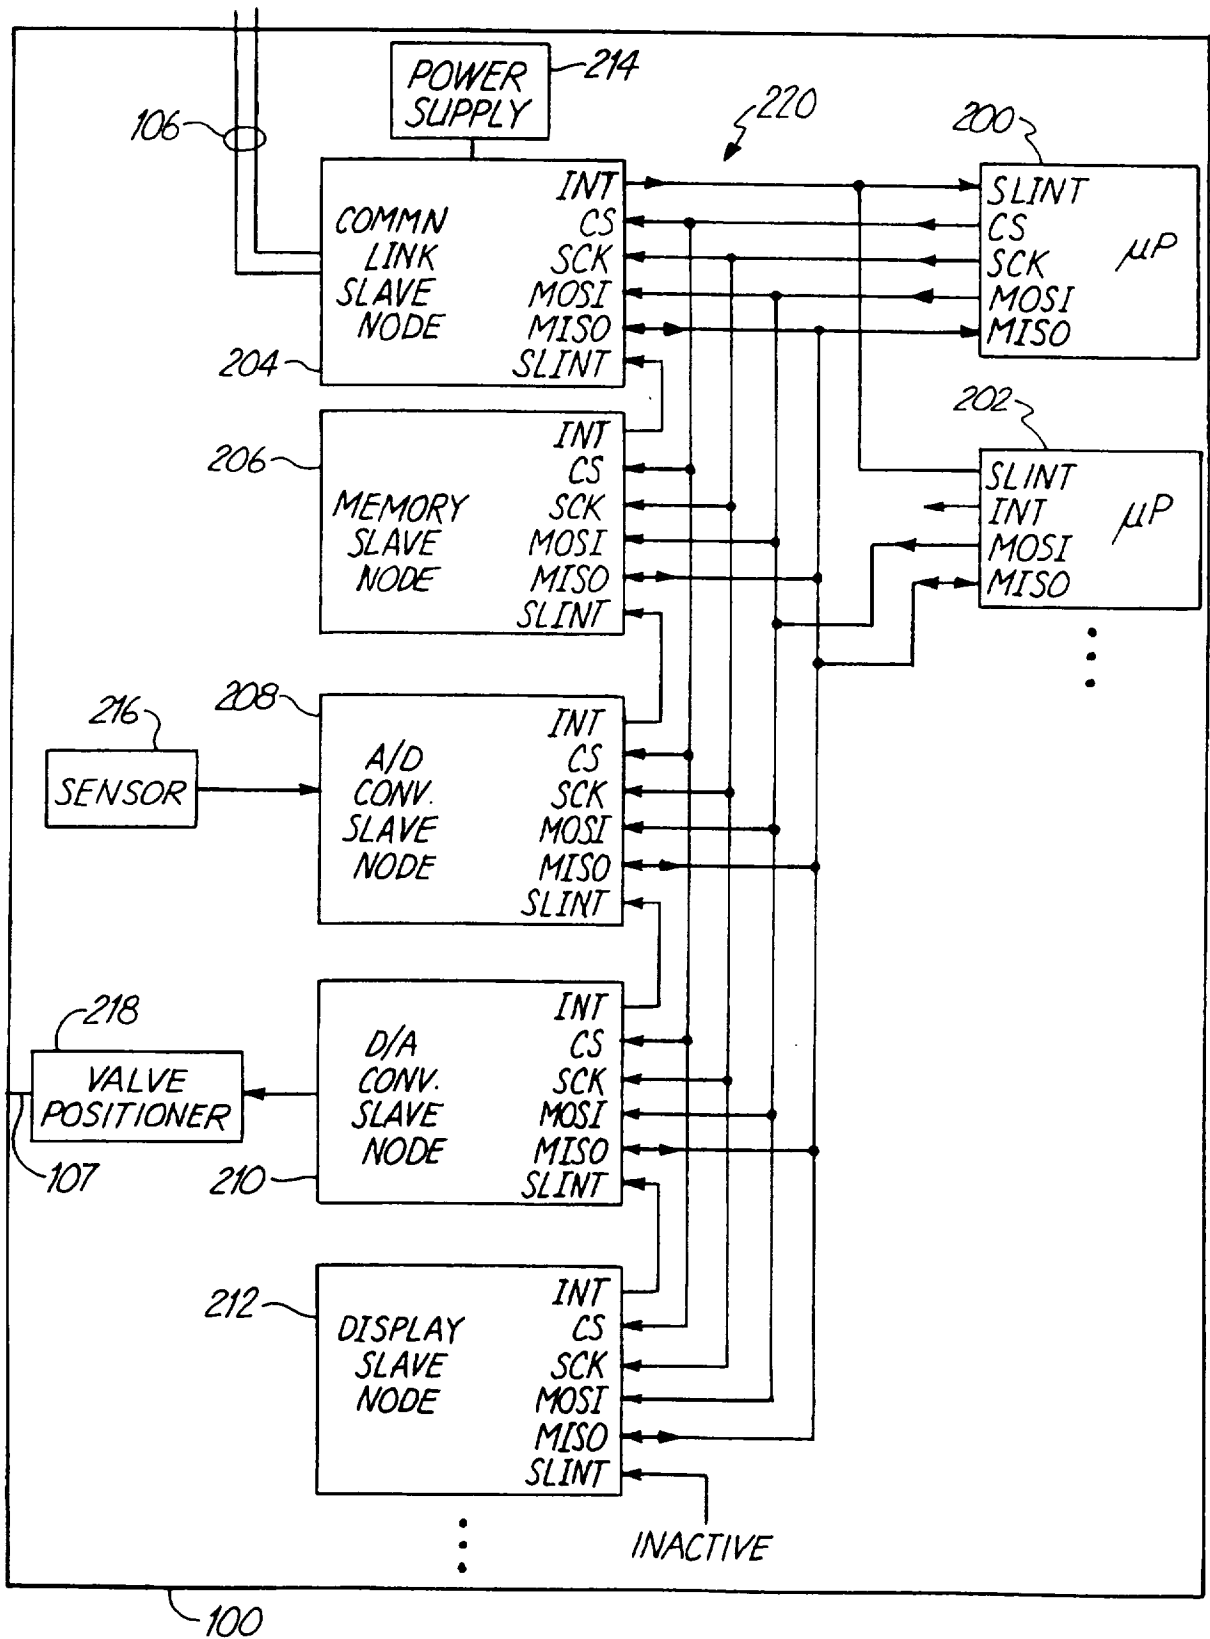 POWER
SUPPLY
214
106
220
200
COMMN
LINK
SLAVE
NODE
204
INT
CS
SCK
MOSI
MISO
SLINT
SLINT
CS
SCK
MOSI
MISO
μP
206
MEMORY
SLAVE
NODE
INT
CS
SCK
MOSI
MISO
SLINT
202
SLINT
INT
MOSI
MISO
μP
216
SENSOR
208
A/D
CONV.
SLAVE
NODE
INT
CS
SCK
MOSI
MISO
SLINT
218
VALVE
POSITIONER
107
D/A
CONV.
SLAVE
NODE
210
INT
CS
SCK
MOSI
MISO
SLINT
212
DISPLAY
SLAVE
NODE
INT
CS
SCK
MOSI
MISO
SLINT
INACTIVE
100